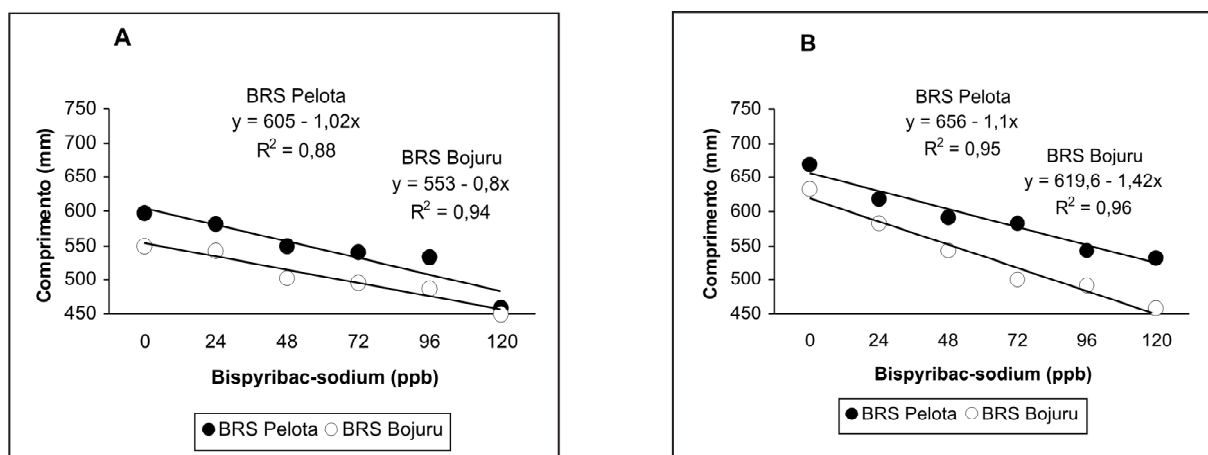 A
BRS Pelota
y = 605 - 1,02x
R² = 0,88
BRS Bojuru
y = 553 - 0,8x
R² = 0,94
Comprimento (mm)
750
700
650
600
550
500
450
0 24 48 72 96 120
Bispyribac-sodium (ppb)
BRS Pelota BRS Bojuru
B
BRS Pelota
y = 656 - 1,1x
R² = 0,95
BRS Bojuru
y = 619,6 - 1,42x
R² = 0,96
Comprimento (mm)
750
700
650
600
550
500
450
0 24 48 72 96 120
Bispyribac-sodium (ppb)
BRS Pelota BRS Bojuru